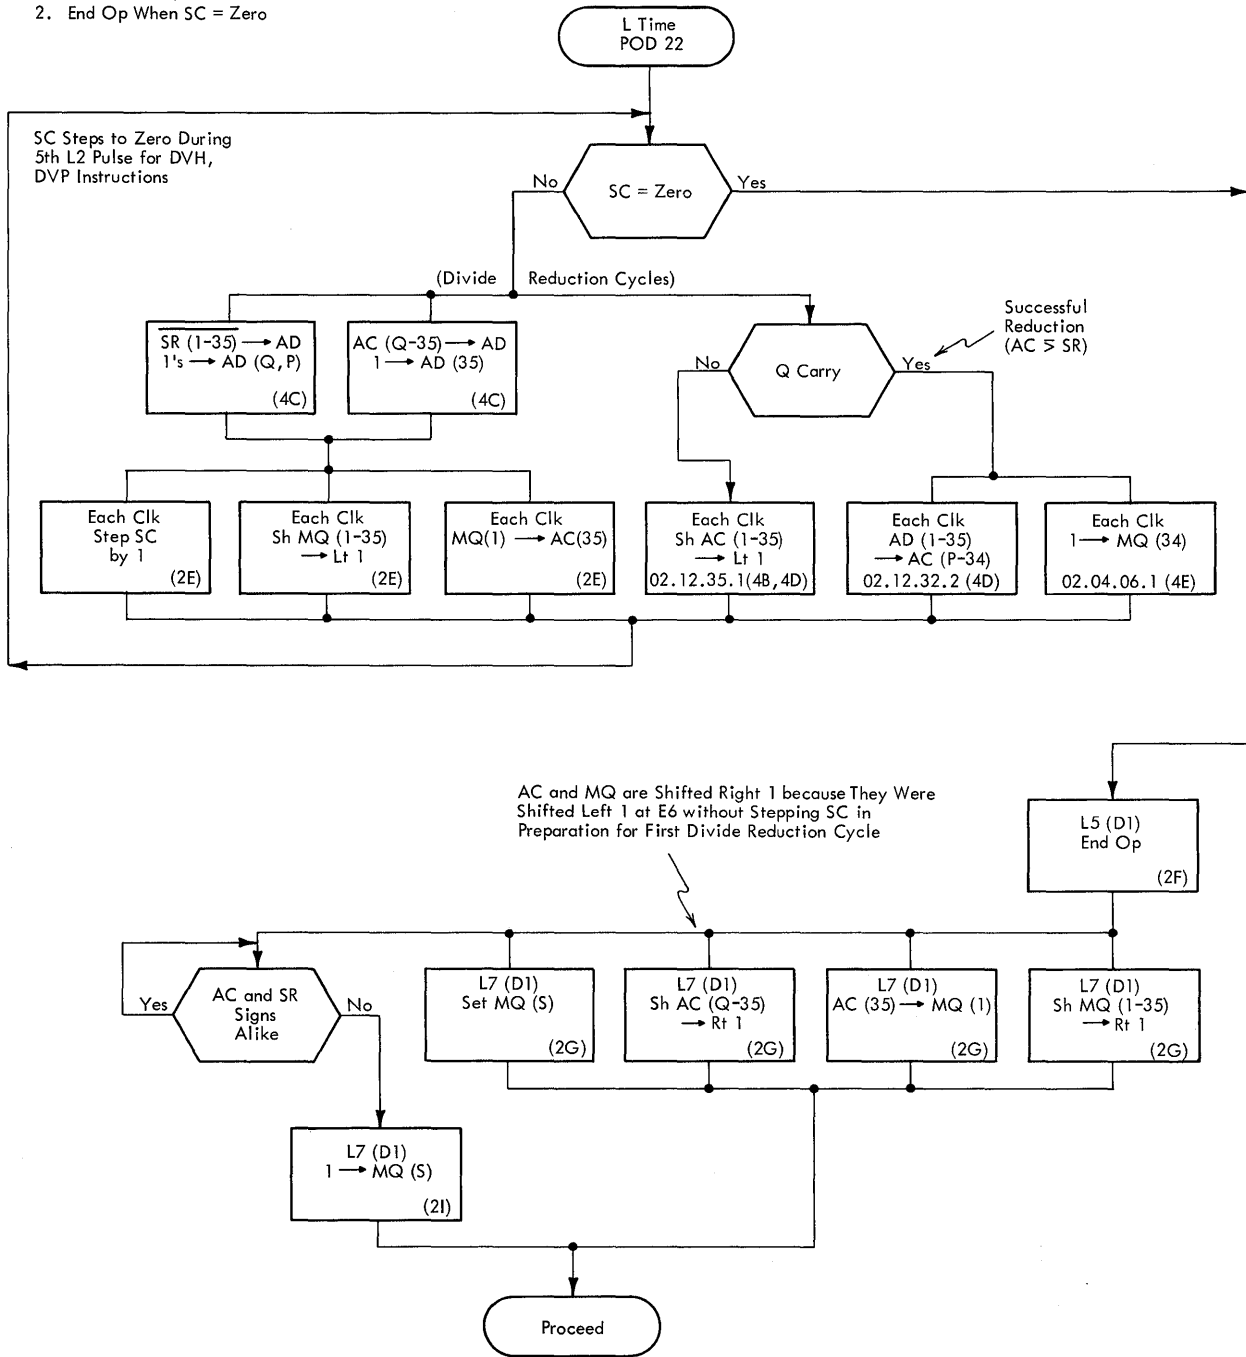 2. End Op When SC = Zero
L Time
POD 22
SC Steps to Zero During
5th L2 Pulse for DVH,
DVP Instructions
No
SC = Zero
Yes
(Divide Reduction Cycles)
SR (1-35) → AD
1's → AD (Q, P)
(4C)
AC (Q-35) → AD
1 → AD (35)
(4C)
No
Q Carry
Yes
Successful
Reduction
(AC ⋝ SR)
Each Clk
Step SC
by 1
(2E)
Each Clk
Sh MQ (1-35)
→ Lt 1
(2E)
Each Clk
MQ(1) → AC(35)
(2E)
Each Clk
Sh AC (1-35)
→ Lt 1
02.12.35.1(4B,4D)
Each Clk
AD (1-35)
→ AC (P-34)
02.12.32.2 (4D)
Each Clk
1 → MQ (34)
02.04.06.1 (4E)
AC and MQ are Shifted Right 1 because They Were
Shifted Left 1 at E6 without Stepping SC in
Preparation for First Divide Reduction Cycle
L5 (D1)
End Op
(2F)
Yes
AC and SR
Signs
Alike
No
L7 (D1)
Set MQ (S)
(2G)
L7 (D1)
Sh AC (Q-35)
→ Rt 1
(2G)
L7 (D1)
AC (35) → MQ (1)
(2G)
L7 (D1)
Sh MQ (1-35)
→ Rt 1
(2G)
L7 (D1)
1 → MQ (S)
(2I)
Proceed